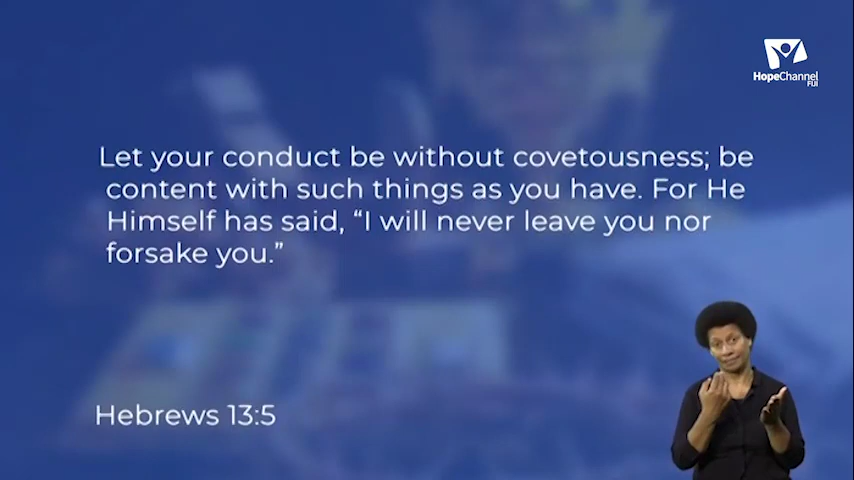 HopeChannel
FIJI
Let your conduct be without covetousness; be
content with such things as you have. For He
Himself has said, “I will never leave you nor
forsake you.”
Hebrews 13:5